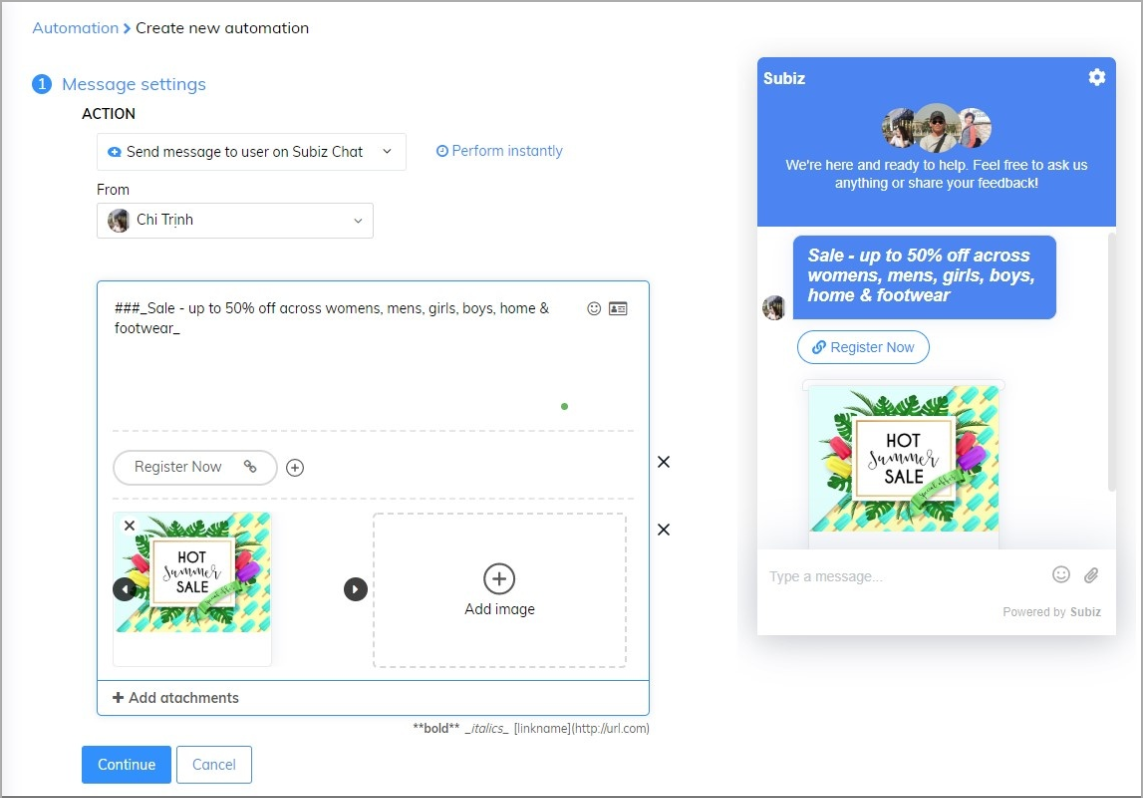 Automation > Create new automation
1 Message settings
ACTION
Send message to user on Subiz Chat
Perform instantly
From
Chi Trịnh
###_Sale - up to 50% off across womens, mens, girls, boys, home &
footwear_
Register Now
HOT
Summer
SALE
Add image
+ Add atachments
**bold** _italics_ [linkname](http://url.com)
Continue
Cancel
Subiz
We're here and ready to help. Feel free to ask us
anything or share your feedback!
Sale - up to 50% off across
womens, mens, girls, boys,
home & footwear
Register Now
HOT
Summer
SALE
Type a message...
Powered by Subiz